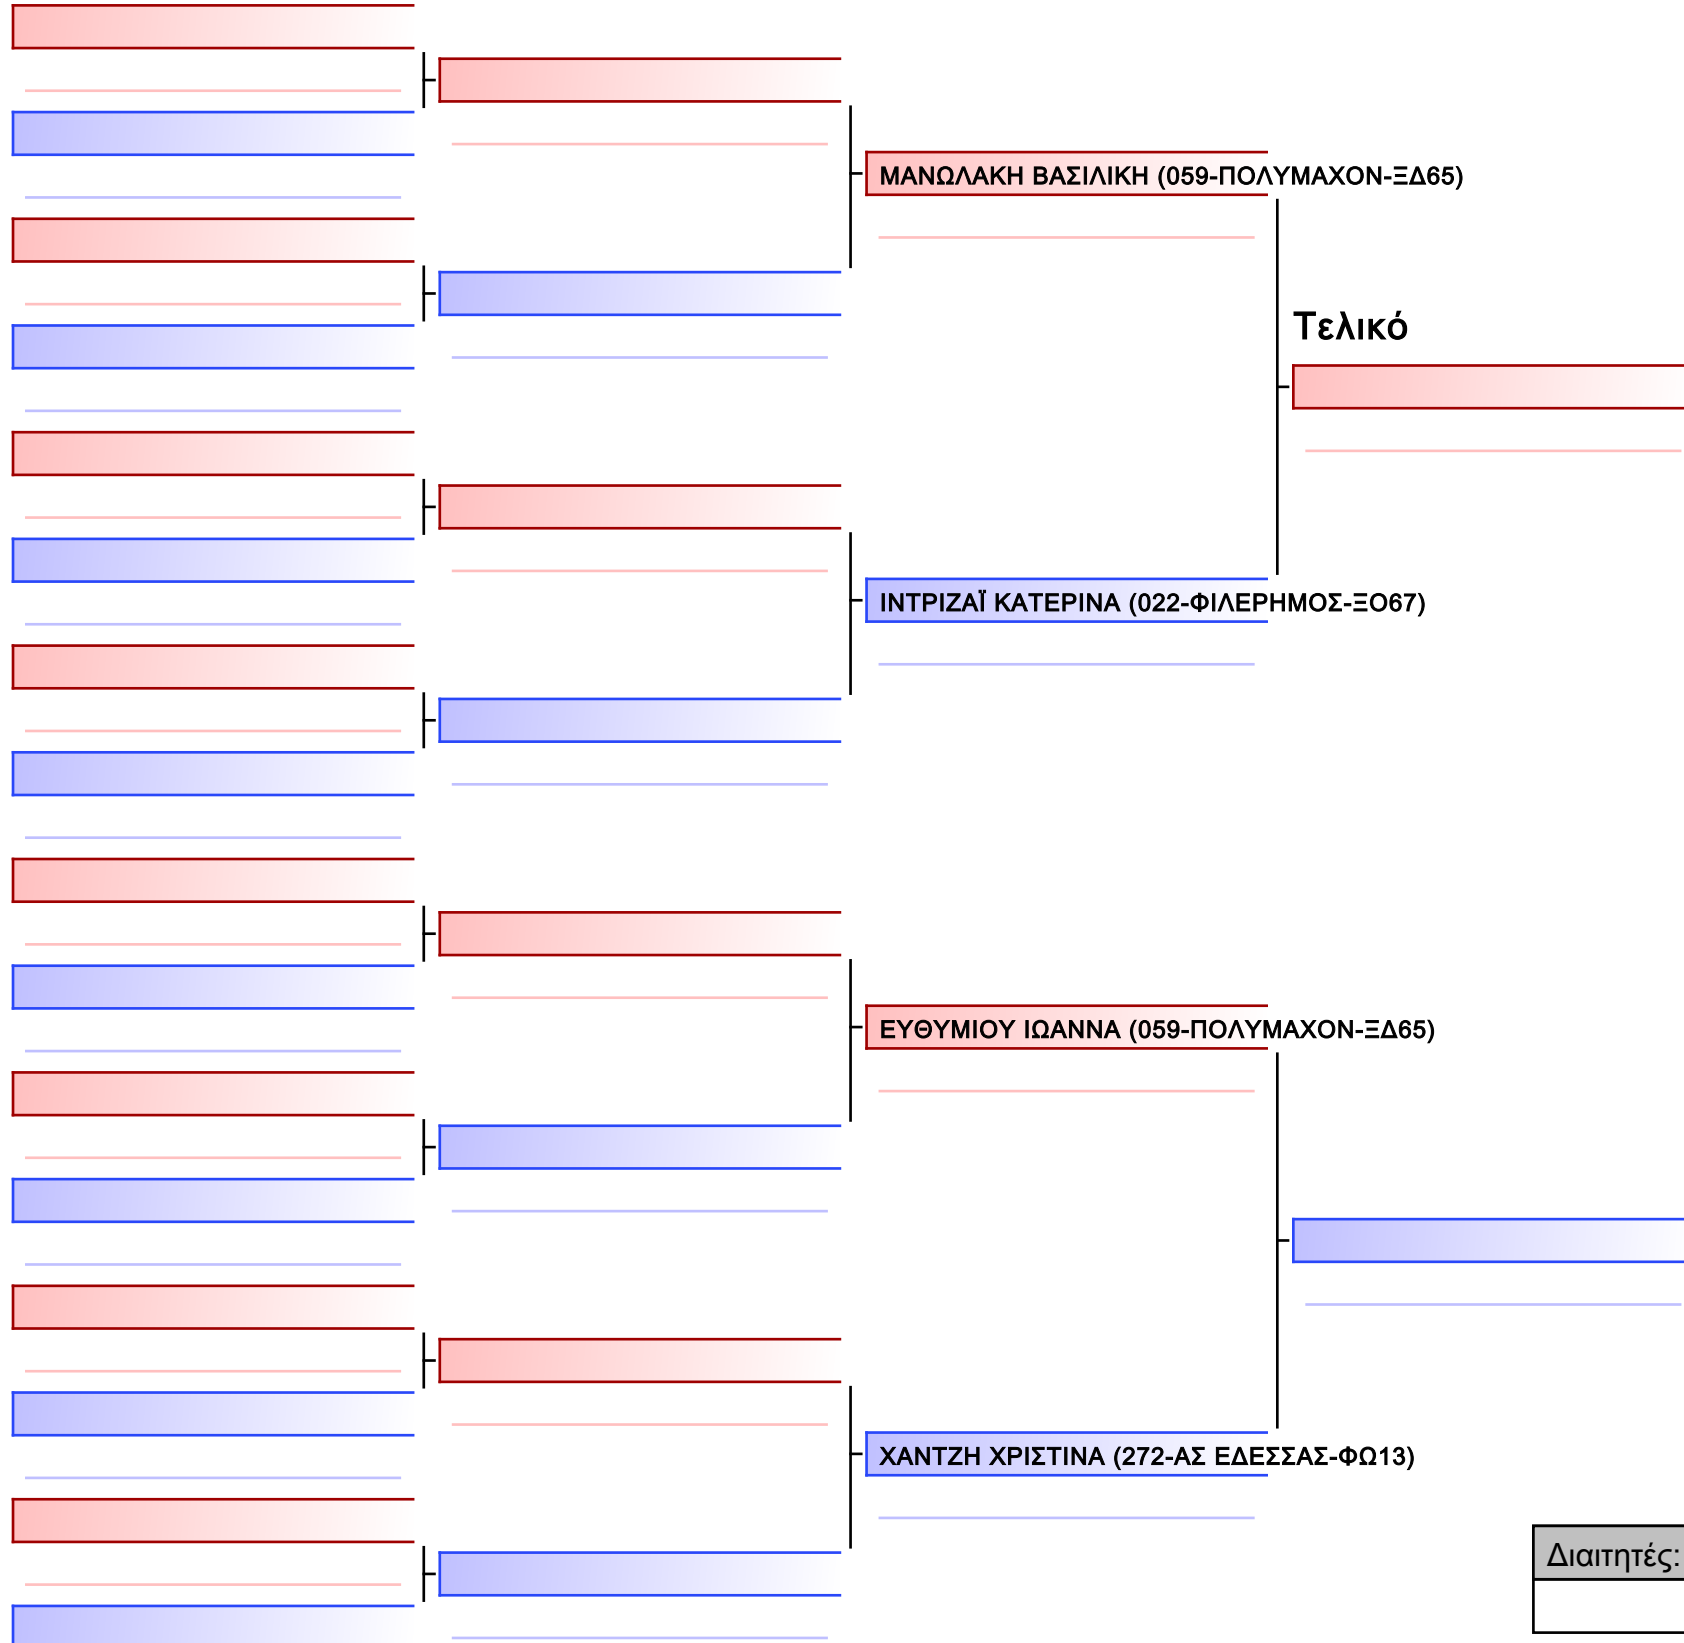 ΜΑΝΩΛΑΚΗ ΒΑΣΙΛΙΚΗ (059-ΠΟΛΥΜΑΧΟΝ-ΞΔ65)
Τελικό
ΙΝΤΡΙΖΑΪ ΚΑΤΕΡΙΝΑ (022-ΦΙΛΕΡΗΜΟΣ-ΞΟ67)
ΕΥΘΥΜΙΟΥ ΙΩΑΝΝΑ (059-ΠΟΛΥΜΑΧΟΝ-ΞΔ65)
ΧΑΝΤΖΗ ΧΡΙΣΤΙΝΑ (272-ΑΣ ΕΔΕΣΣΑΣ-ΦΩ13)
Διαιτητές: